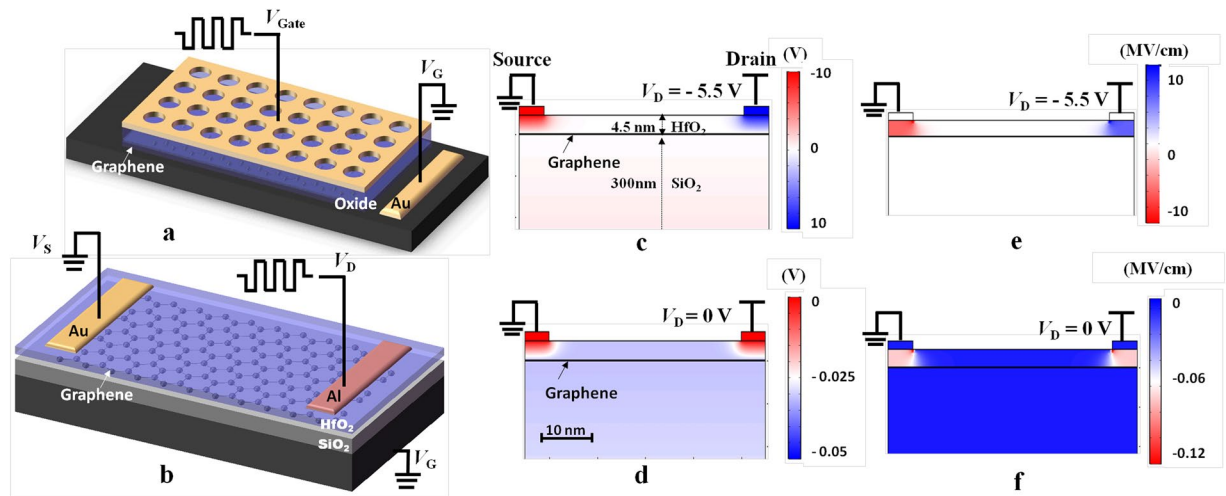 V_Gate
V_G
Graphene
Oxide
Au
a
V_S
V_D
Au
Graphene
Al
HfO₂
SiO₂
V_G
b
(V)
Source
Drain
V_D = - 5.5 V
4.5 nm
HfO₂
Graphene
300nm
SiO₂
-10
0
10
c
(V)
V_D = 0 V
Graphene
10 nm
0
-0.025
- 0.05
d
(MV/cm)
V_D = - 5.5 V
10
0
-10
e
(MV/cm)
V_D = 0 V
0
-0.06
-0.12
f